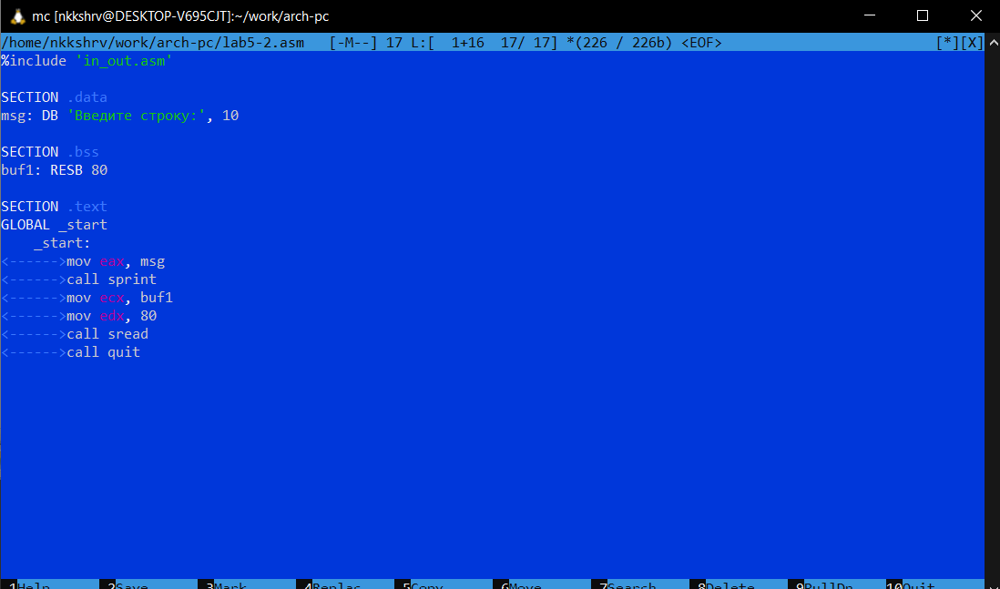 mc [nkkshrv@DESKTOP-V695CJT]:~/work/arch-pc
/home/nkkshrv/work/arch-pc/lab5-2.asm   [-M--] 17 L:[  1+16  17/ 17] *(226 / 226b) <EOF>   [*][X]
%include 'in_out.asm'
SECTION .data
msg: DB 'Введите строку:', 10
SECTION .bss
buf1: RESB 80
SECTION .text
GLOBAL _start
    _start:
<------>mov eax, msg
<------>call sprint
<------>mov ecx, buf1
<------>mov edx, 80
<------>call sread
<------>call quit
1Help 2Save 3Mark 4Replac 5Copy 6Move 7Search 8Delete 9PullDn 10Quit